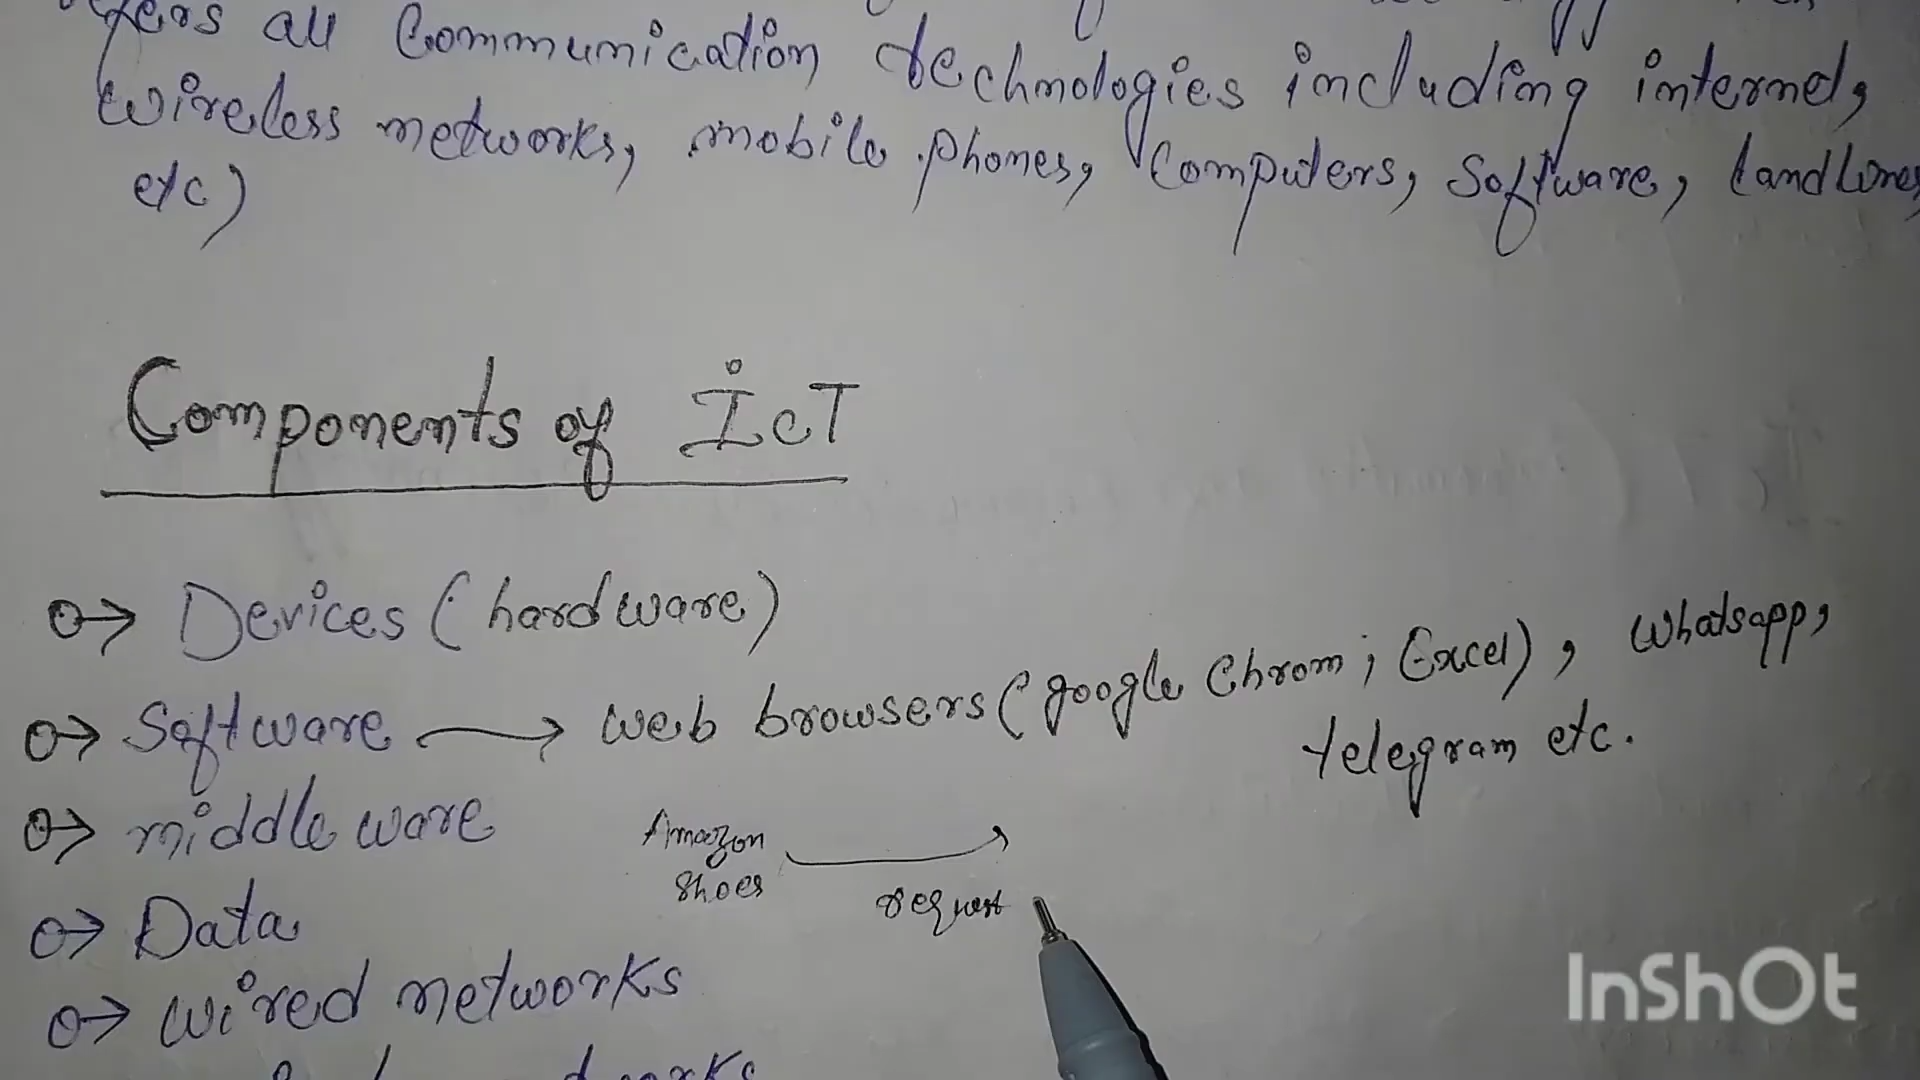 all Communication technologies including internet,
wireless networks, mobile phones, Computers, Software, landlines
etc)
Components of IcT
Devices (hardware)
Software → web browsers (google Chrom; Excel), Whatsapp,
telegram etc.
middle ware
Amazon
Shoes
request
Data
wired networks
InShOt